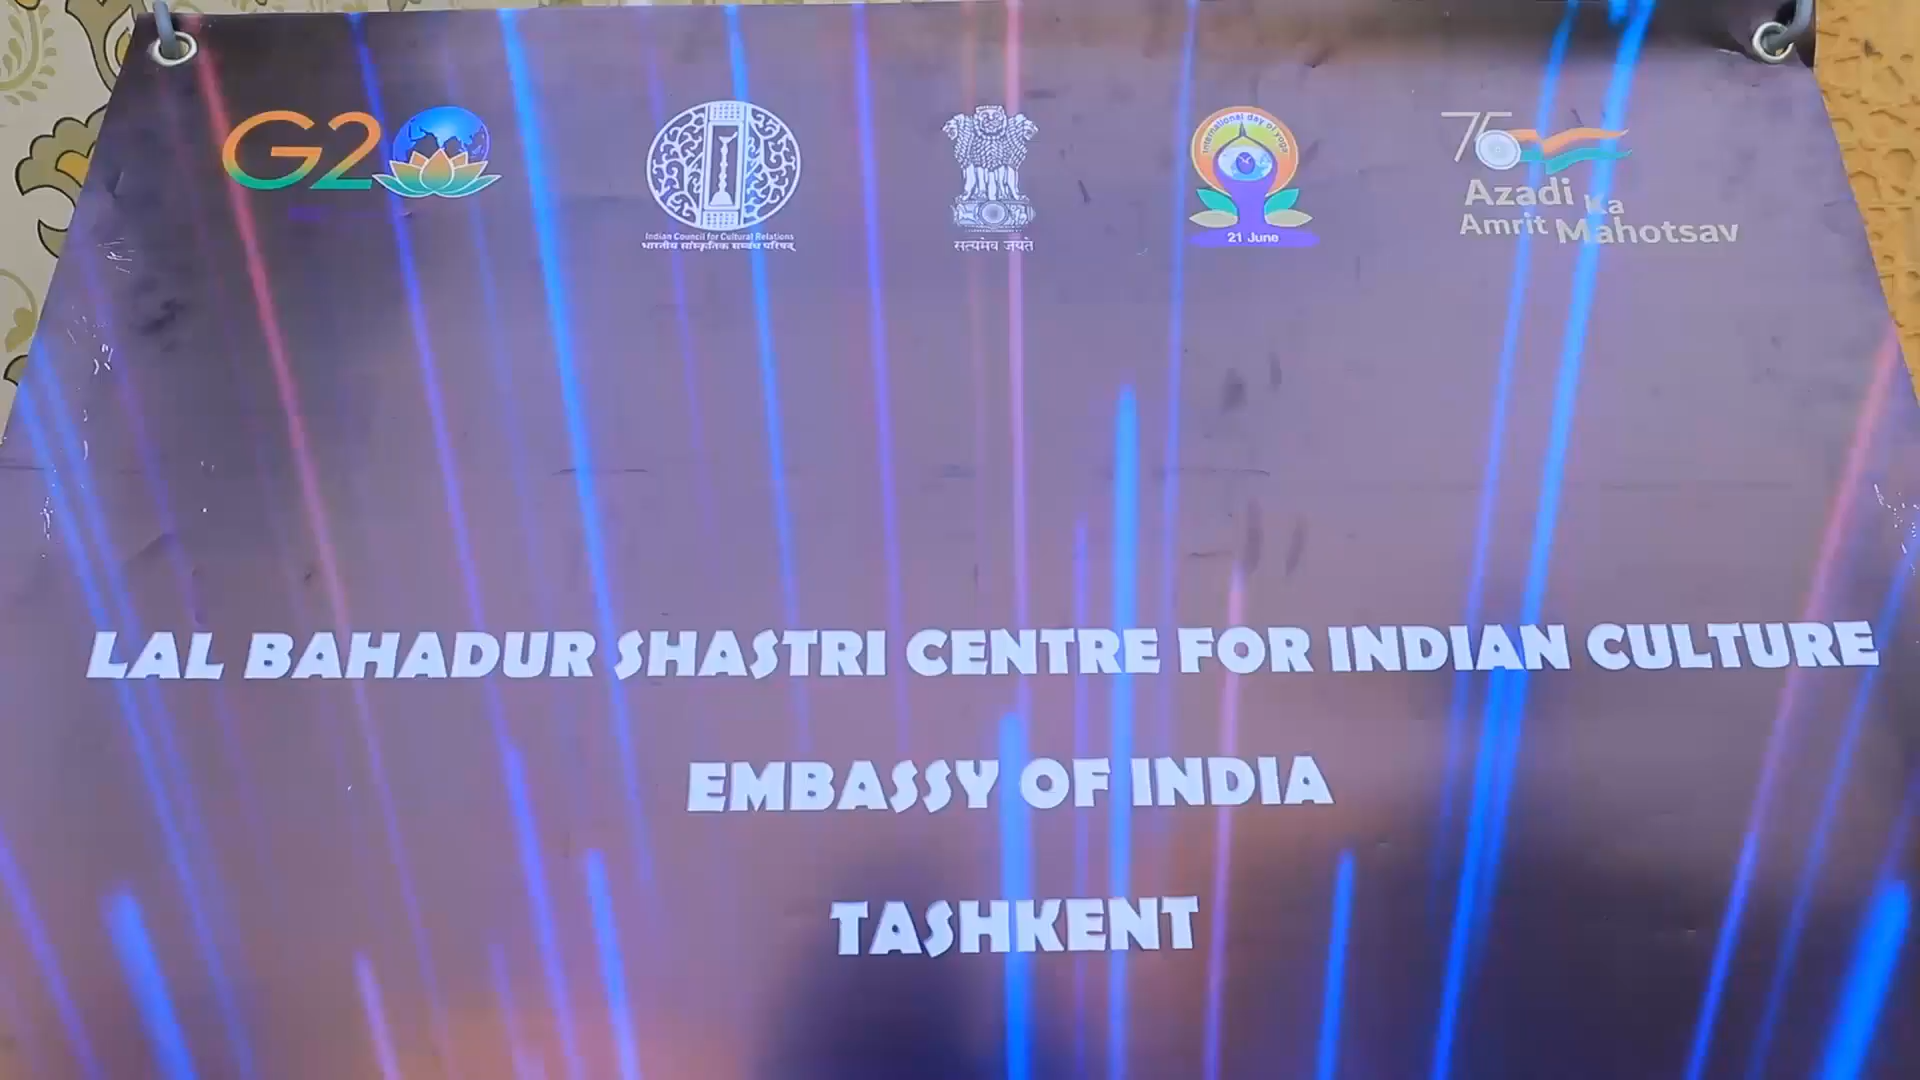 G20
Indian Council for Cultural Relations
भारतीय सांस्कृतिक सम्बंध परिषद्
सत्यमेव जयते
International day of yoga
21 June
75
Azadi Ka
Amrit Mahotsav
LAL BAHADUR SHASTRI CENTRE FOR INDIAN CULTURE
EMBASSY OF INDIA
TASHKENT